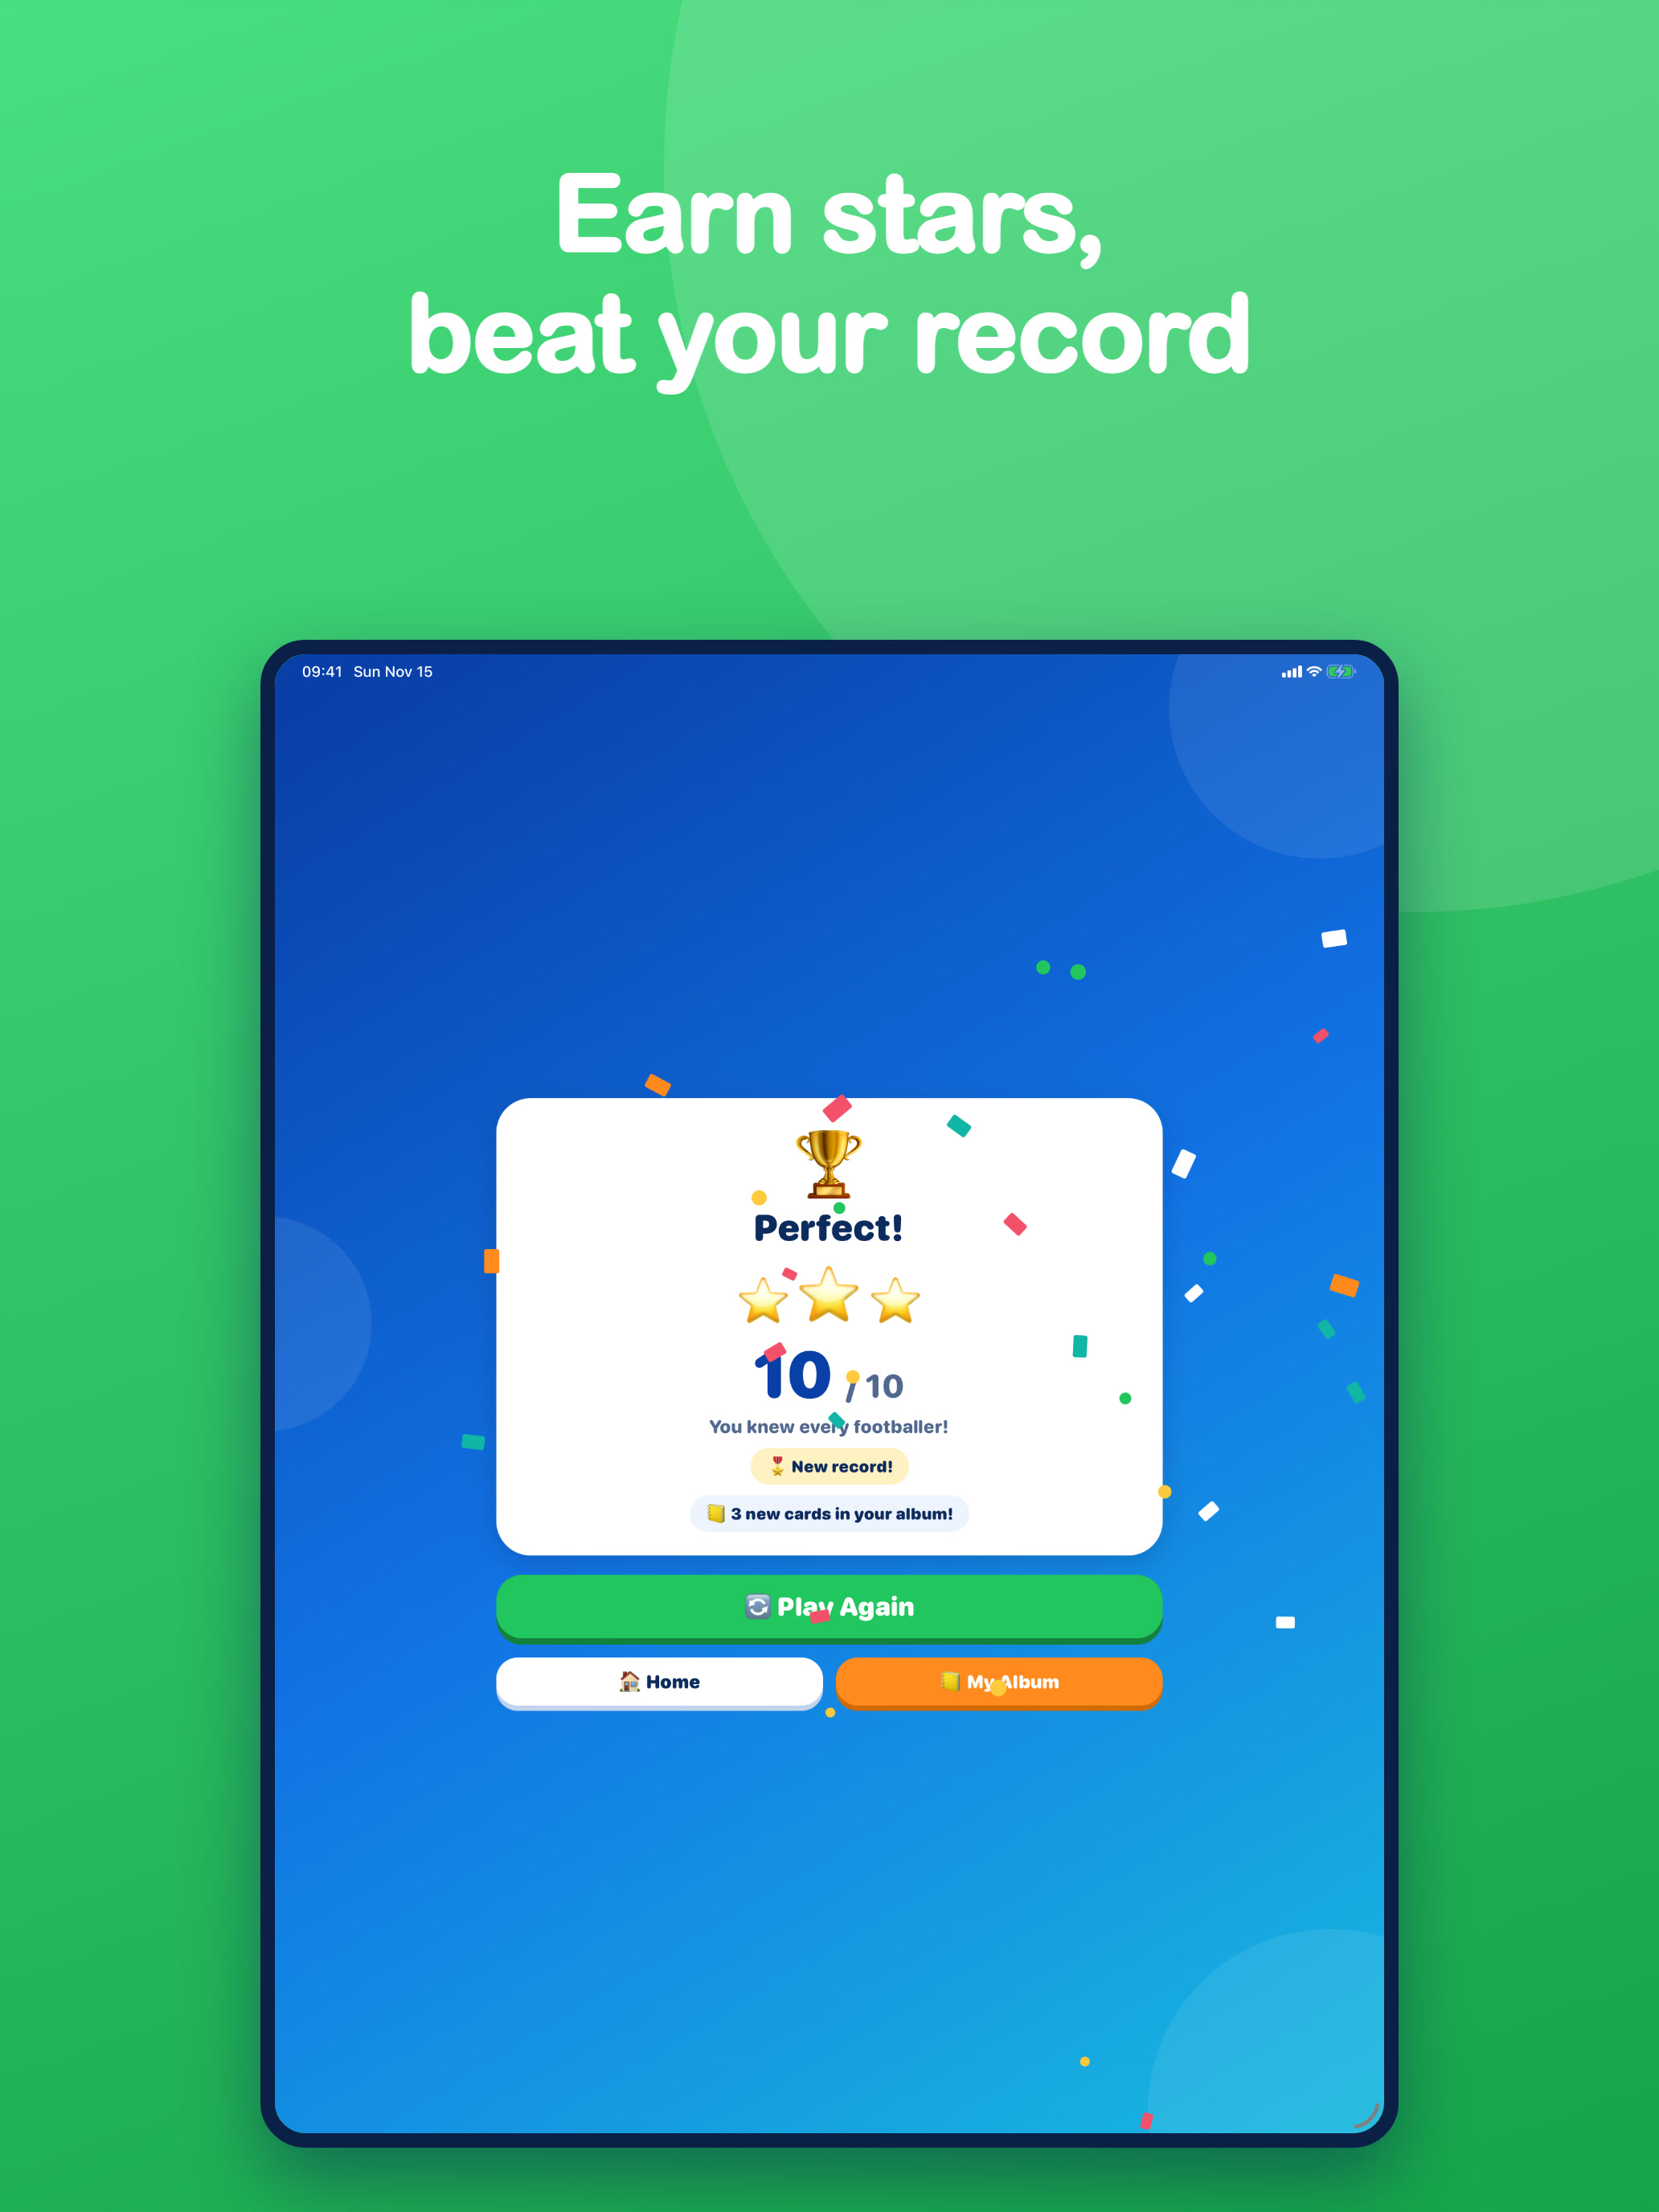 Earn stars,
beat your record
09:41 Sun Nov 15
Perfect!
10 / 10
You knew every footballer!
New record!
3 new cards in your album!
Play Again
Home
My Album